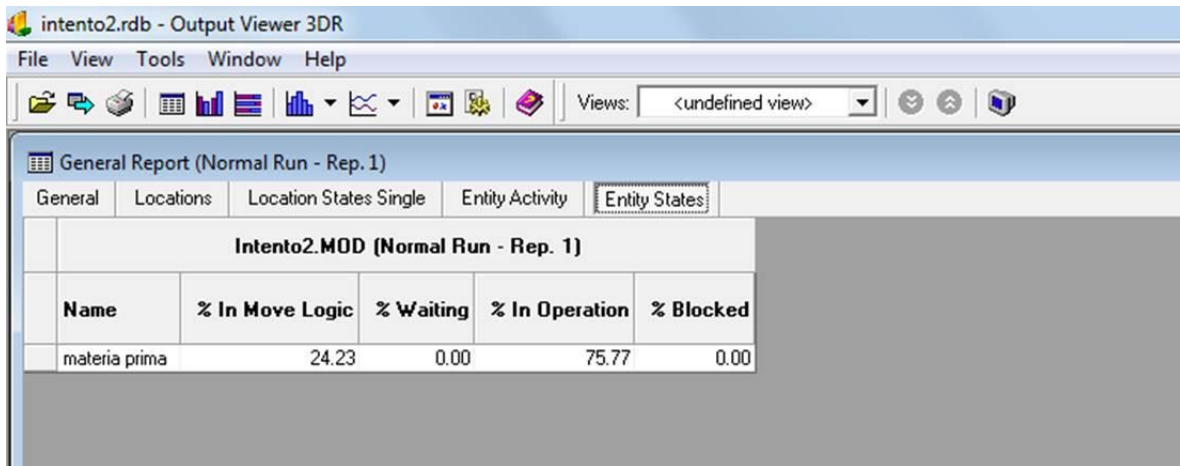 intento2.rdb - Output Viewer 3DR
File View Tools Window Help
Views: <undefined view>
General Report (Normal Run - Rep. 1)
General Locations Location States Single Entity Activity Entity States
Intento2.MOD (Normal Run - Rep. 1)
Name % In Move Logic % Waiting % In Operation % Blocked
materia prima 24.23 0.00 75.77 0.00